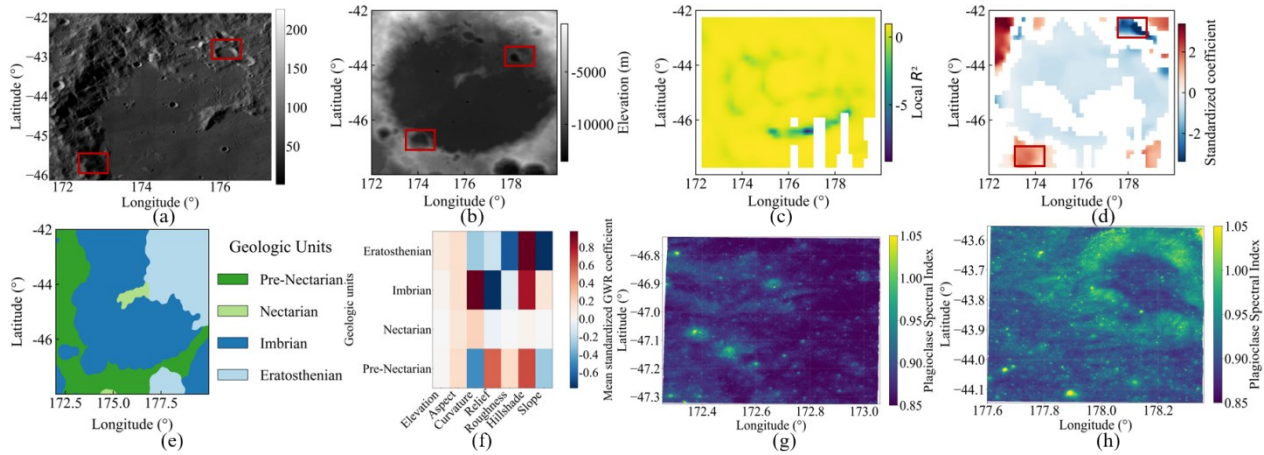 -42
-43
-44
-45
-46
Latitude (°)
172
174
176
Longitude (°)
(a)
200
150
100
50
-42
-44
-46
Latitude (°)
172
174
176
178
Longitude (°)
(b)
-5000
-10000
Elevation (m)
-42
-44
-46
Latitude (°)
172
174
176
178
Longitude (°)
(c)
0
-5
Local R²
-42
-44
-46
Latitude (°)
172
174
176
178
Longitude (°)
(d)
2
0
-2
Standardized coefficient
-42
-44
-46
Latitude (°)
172.5
175.0
177.5
Longitude (°)
(e)
Geologic Units
Pre-Nectarian
Nectarian
Imbrian
Eratosthenian
Geologic units
Eratosthenian
Imbrian
Nectarian
Pre-Nectarian
Elevation
Aspect
Curvature
Relief
Roughness
Hillshade
Slope
(f)
0.8
0.6
0.4
0.2
0.0
-0.2
-0.4
-0.6
Mean standardized GWR coefficient
-46.8
-46.9
-47.0
-47.1
-47.2
-47.3
Latitude (°)
172.4
172.6
172.8
173.0
Longitude (°)
(g)
1.05
1.00
0.95
0.90
0.85
Plagioclase Spectral Index
-43.6
-43.7
-43.8
-43.9
-44.0
-44.1
Latitude (°)
177.6
177.8
178.0
178.2
Longitude (°)
(h)
1.05
1.00
0.95
0.90
0.85
Plagioclase Spectral Index